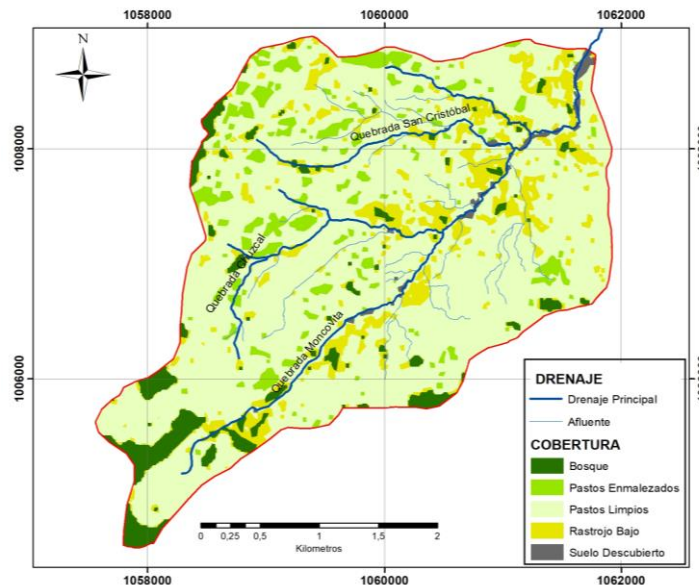 1058000 1060000 1062000
N
1008000
Quebrada San Cristóbal
Quebrada Moncovita
1006000
DRENAJE
Drenaje Principal
Afluente
COBERTURA
Bosque
Pastos Enmalezados
Pastos Limpios
Rastrojo Bajo
Suelo Descubierto
0 0,25 0,5 1 1,5 2
Kilometros
1058000 1060000 1062000